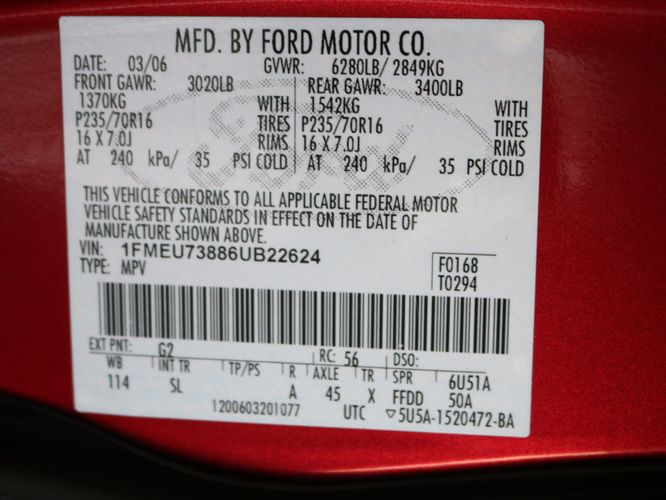 MFD. BY FORD MOTOR CO.
DATE: 03/06 GVWR: 6280LB/ 2849KG
FRONT GAWR: 3020LB REAR GAWR: 3400LB
1370KG WITH 1542KG WITH
P235/70R16 TIRES P235/70R16 TIRES
16 X 7.0J RIMS 16 X 7.0J RIMS
AT 240 kPa/ 35 PSI COLD AT 240 kPa/ 35 PSI COLD
THIS VEHICLE CONFORMS TO ALL APPLICABLE FEDERAL MOTOR
VEHICLE SAFETY STANDARDS IN EFFECT ON THE DATE OF
MANUFACTURE SHOWN ABOVE.
VIN: 1FMEU73886UB22624
TYPE: MPV F0168
T0294
EXT PNT: G2 RC: 56 DSO:
WB INT TR TP/PS R AXLE TR SPR 6U51A
114 SL A 45 X FFDD 50A
1200603201077 UTC ▽5U5A-1520472-BA
Ford